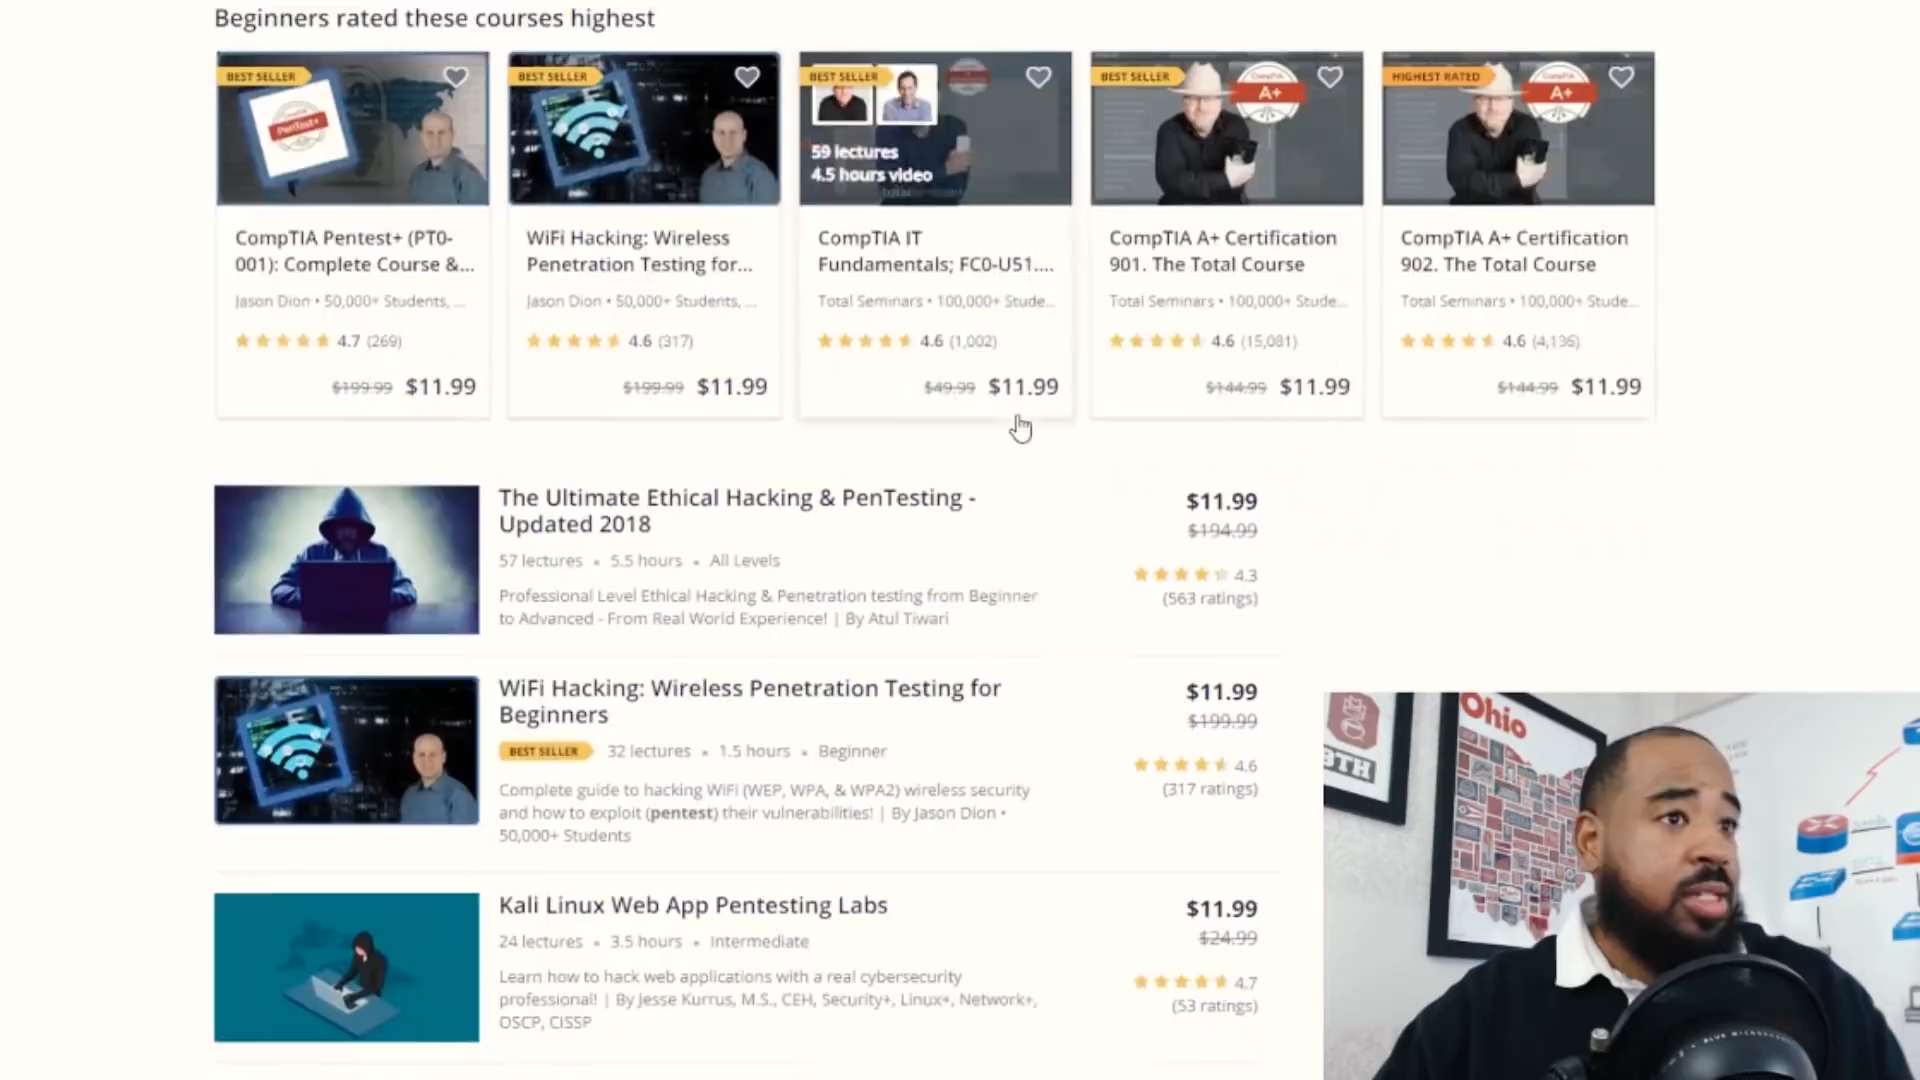 Beginners rated these courses highest
BEST SELLER
BEST SELLER
BEST SELLER
BEST SELLER
HIGHEST RATED
PenTest+
59 lectures
4.5 hours video
CompTIA
A+
CompTIA
A+
CompTIA Pentest+ (PT0-
001): Complete Course &...
Jason Dion • 50,000+ Students, ...
4.7 (269)
$199.99 $11.99
WiFi Hacking: Wireless
Penetration Testing for...
Jason Dion • 50,000+ Students, ...
4.6 (317)
$199.99 $11.99
CompTIA IT
Fundamentals; FC0-U51....
Total Seminars • 100,000+ Stude...
4.6 (1,002)
$49.99 $11.99
CompTIA A+ Certification
901. The Total Course
Total Seminars • 100,000+ Stude...
4.6 (15,081)
$144.99 $11.99
CompTIA A+ Certification
902. The Total Course
Total Seminars • 100,000+ Stude...
4.6 (4,136)
$144.99 $11.99
The Ultimate Ethical Hacking & PenTesting -
Updated 2018
57 lectures • 5.5 hours • All Levels
Professional Level Ethical Hacking & Penetration testing from Beginner
to Advanced - From Real World Experience! | By Atul Tiwari
$11.99
$194.99
4.3
(563 ratings)
WiFi Hacking: Wireless Penetration Testing for
Beginners
BEST SELLER 32 lectures • 1.5 hours • Beginner
Complete guide to hacking WiFi (WEP, WPA, & WPA2) wireless security
and how to exploit (pentest) their vulnerabilities! | By Jason Dion •
50,000+ Students
$11.99
$199.99
4.6
(317 ratings)
Kali Linux Web App Pentesting Labs
24 lectures • 3.5 hours • Intermediate
Learn how to hack web applications with a real cybersecurity
professional! | By Jesse Kurrus, M.S., CEH, Security+, Linux+, Network+,
OSCP, CISSP
$11.99
$24.99
4.7
(53 ratings)
Ohio